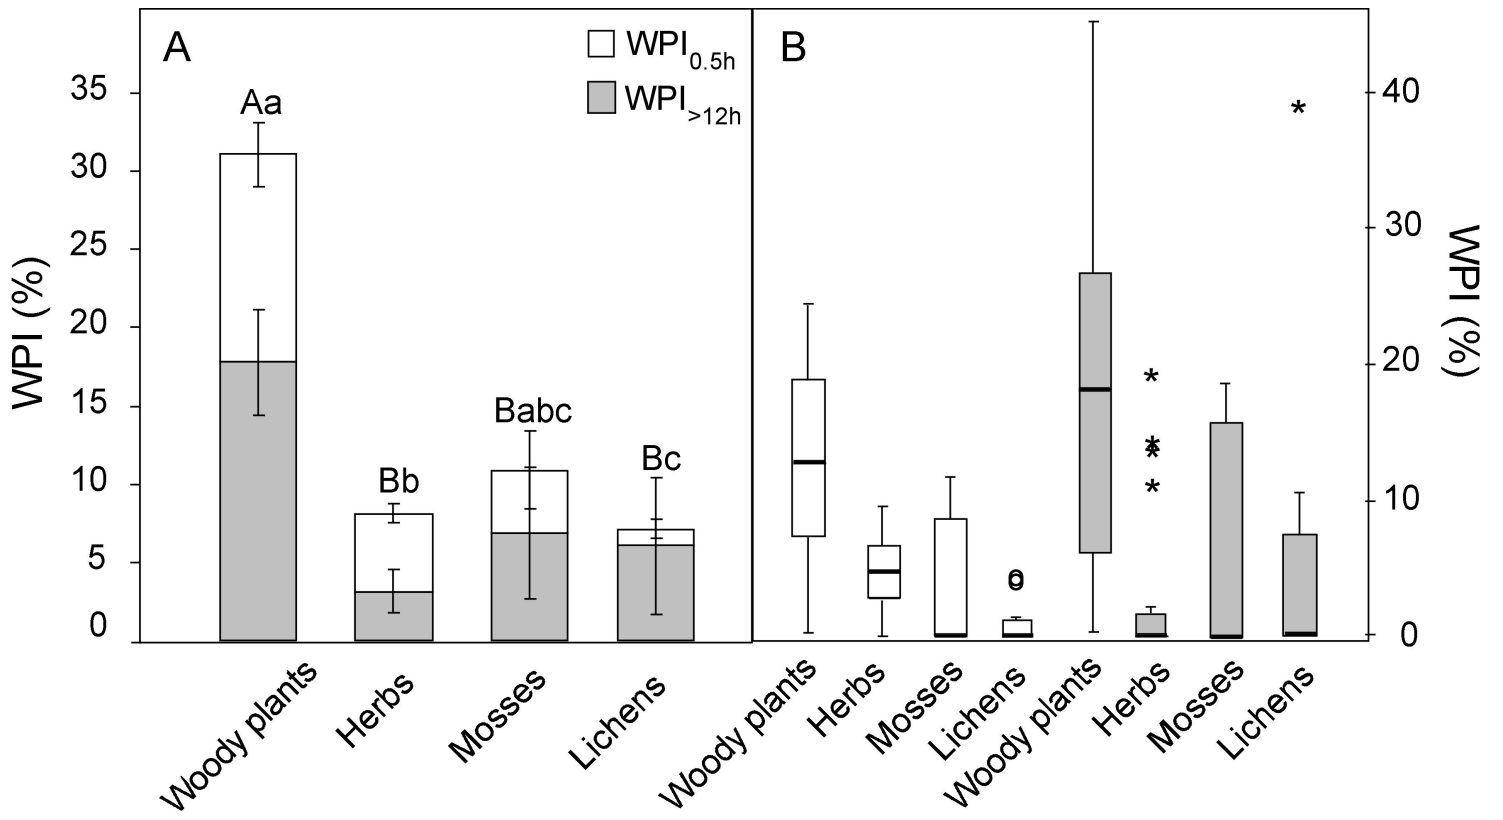 A
WPI0.5h
WPI>12h
B
35
30
25
20
15
10
5
0
WPI (%)
Aa
Bb
Babc
Bc
Woody plants
Herbs
Mosses
Lichens
Woody plants
Herbs
Mosses
Lichens
Woody plants
Herbs
Mosses
Lichens
40
30
20
10
0
WPI (%)